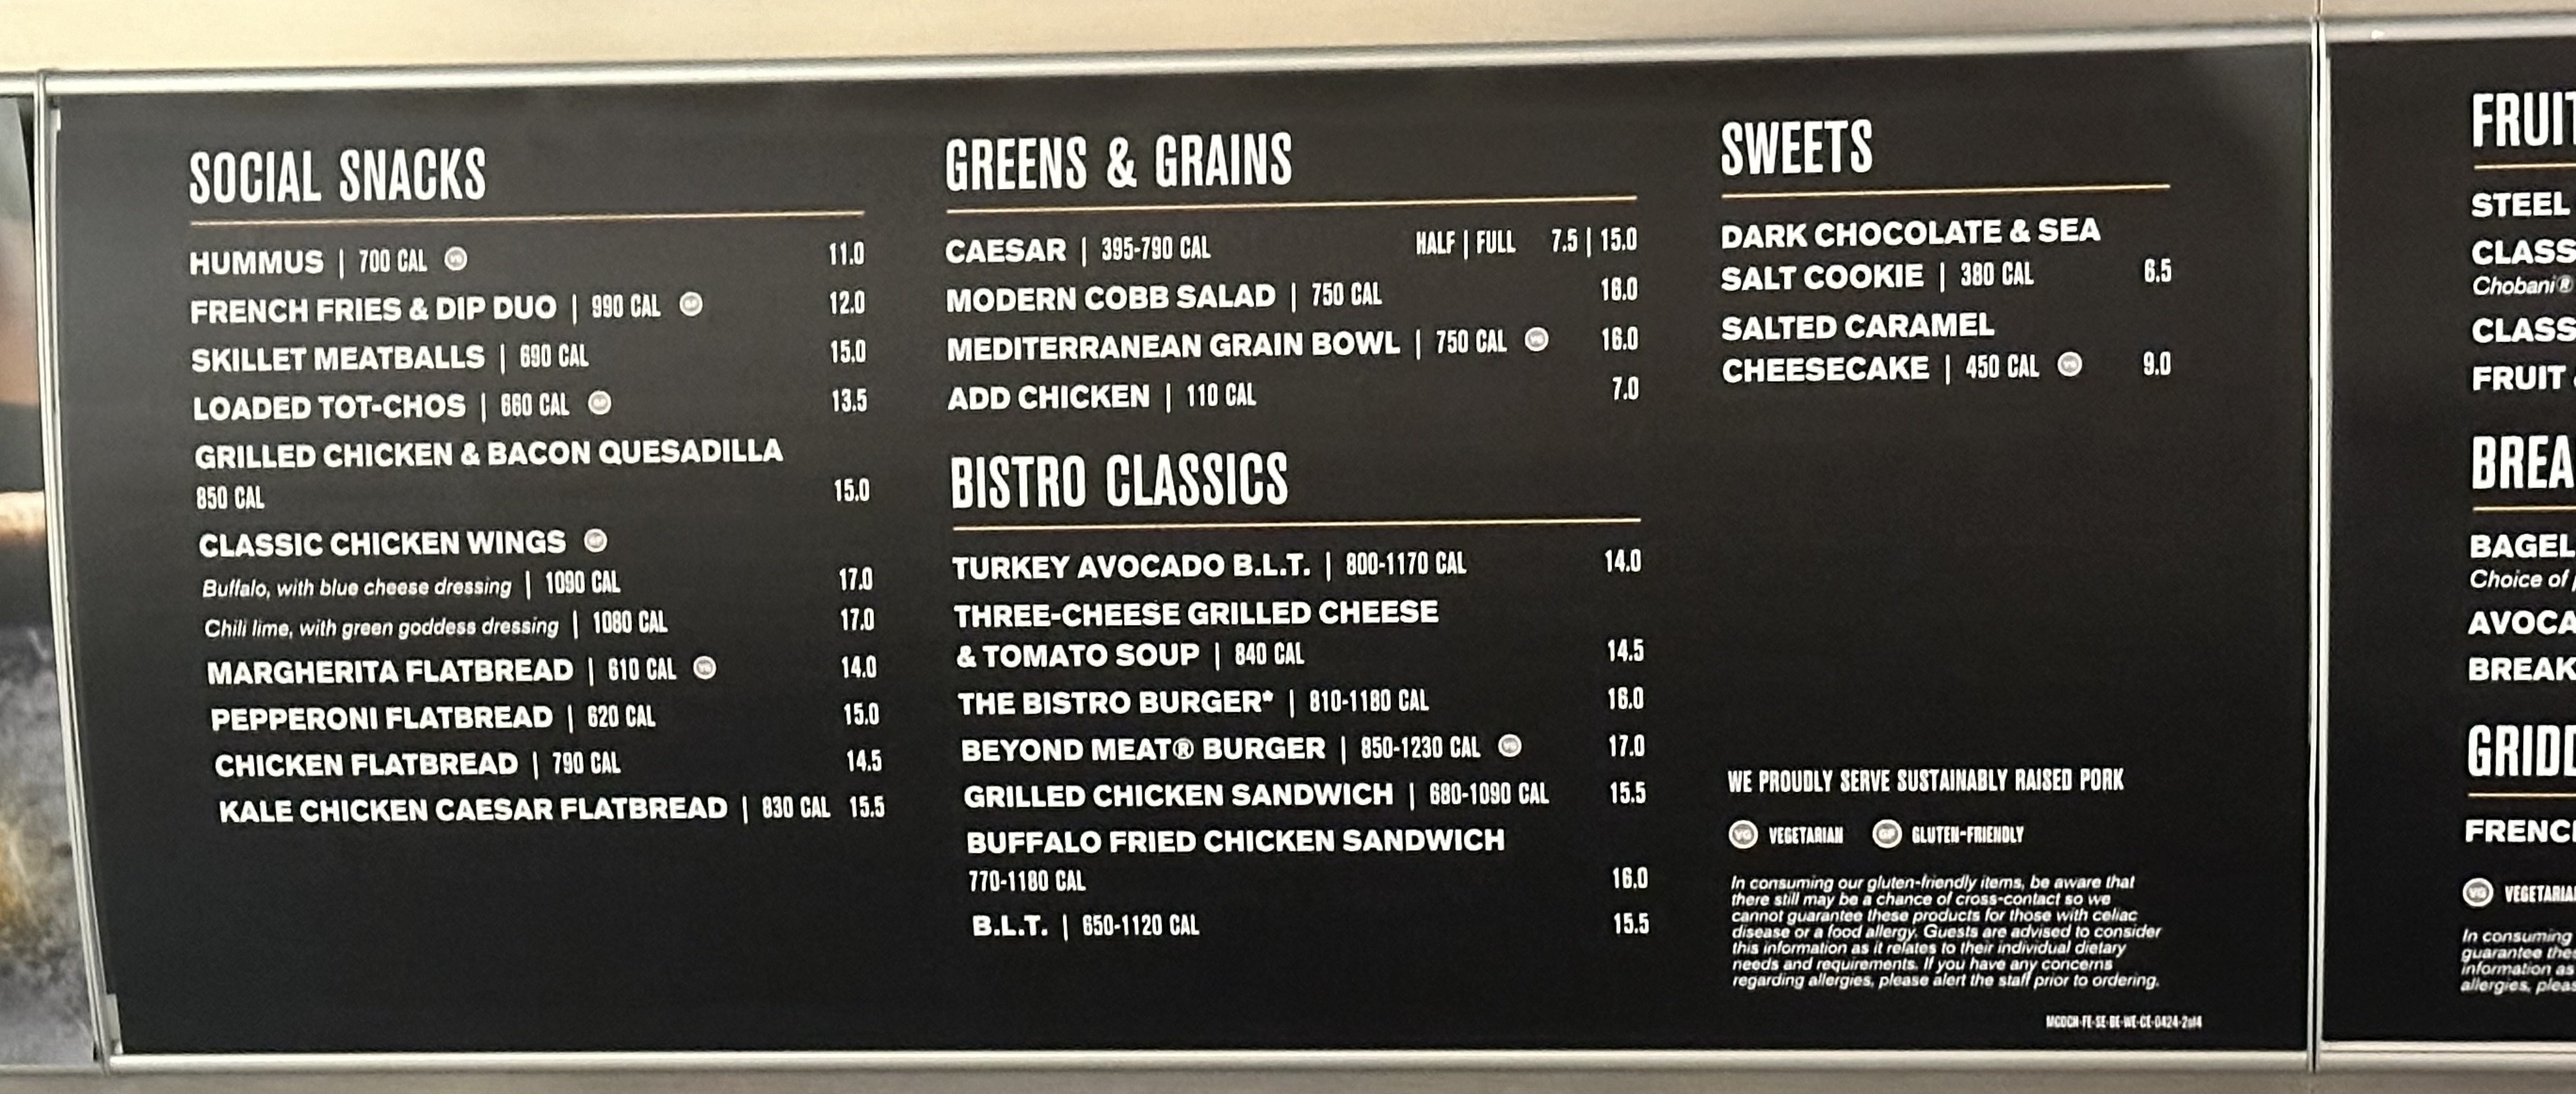 SOCIAL SNACKS
HUMMUS | 700 CAL VG 11.0
FRENCH FRIES & DIP DUO | 990 CAL GF 12.0
SKILLET MEATBALLS | 690 CAL 15.0
LOADED TOT-CHOS | 660 CAL GF 13.5
GRILLED CHICKEN & BACON QUESADILLA
850 CAL 15.0
CLASSIC CHICKEN WINGS GF
Buffalo, with blue cheese dressing | 1090 CAL 17.0
Chili lime, with green goddess dressing | 1080 CAL 17.0
MARGHERITA FLATBREAD | 610 CAL VG 14.0
PEPPERONI FLATBREAD | 620 CAL 15.0
CHICKEN FLATBREAD | 790 CAL 14.5
KALE CHICKEN CAESAR FLATBREAD | 830 CAL 15.5
GREENS & GRAINS
CAESAR | 395-790 CAL HALF | FULL 7.5 | 15.0
MODERN COBB SALAD | 750 CAL 16.0
MEDITERRANEAN GRAIN BOWL | 750 CAL VG 16.0
ADD CHICKEN | 110 CAL 7.0
BISTRO CLASSICS
TURKEY AVOCADO B.L.T. | 800-1170 CAL 14.0
THREE-CHEESE GRILLED CHEESE
& TOMATO SOUP | 840 CAL 14.5
THE BISTRO BURGER* | 810-1180 CAL 16.0
BEYOND MEAT® BURGER | 850-1230 CAL VG 17.0
GRILLED CHICKEN SANDWICH | 680-1090 CAL 15.5
BUFFALO FRIED CHICKEN SANDWICH
770-1180 CAL 16.0
B.L.T. | 650-1120 CAL 15.5
SWEETS
DARK CHOCOLATE & SEA
SALT COOKIE | 380 CAL 6.5
SALTED CARAMEL
CHEESECAKE | 450 CAL VG 9.0
WE PROUDLY SERVE SUSTAINABLY RAISED PORK
VG VEGETARIAN GF GLUTEN-FRIENDLY
In consuming our gluten-friendly items, be aware that
there still may be a chance of cross-contact so we
cannot guarantee these products for those with celiac
disease or a food allergy. Guests are advised to consider
this information as it relates to their individual dietary
needs and requirements. If you have any concerns
regarding allergies, please alert the staff prior to ordering.
FRUIT
STEEL
CLASS
Chobani®
CLASS
FRUIT
BREA
BAGEL
Choice of
AVOCA
BREAK
GRIDD
FRENC
VG VEGETARIA
In consuming
guarantee the
information as
allergies, pleas